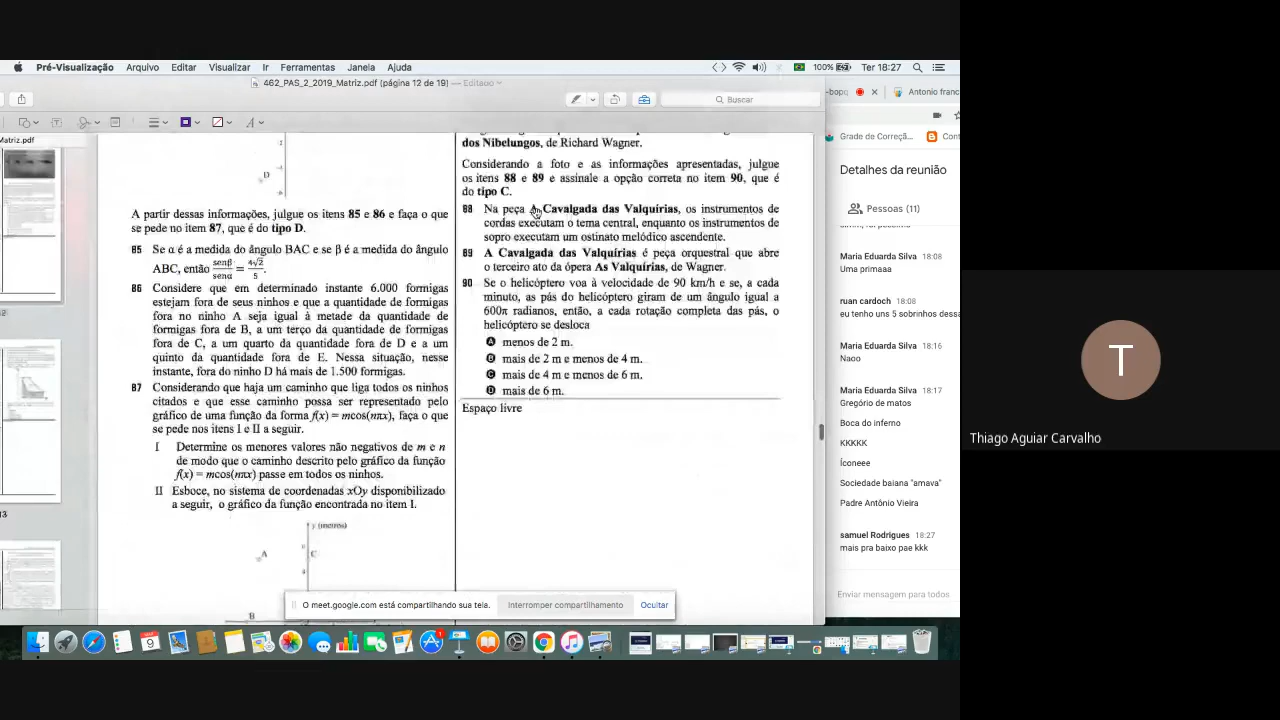 Pré-Visualização Arquivo Editar Visualizar Ir Ferramentas Janela Ajuda
100% Ter 18:27
462_PAS_2_2019_Matriz.pdf (página 12 de 19) — Editado
Buscar
Matriz.pdf
D
A partir dessas informações, julgue os itens 85 e 86 e faça o que
se pede no item 87, que é do tipo D.
85 Se α é a medida do ângulo BAC e se β é a medida do ângulo
ABC, então senβ/senα = 4√2/5.
86 Considere que em determinado instante 6.000 formigas
estejam fora de seus ninhos e que a quantidade de formigas
fora no ninho A seja igual à metade da quantidade de
formigas fora de B, a um terço da quantidade de formigas
fora de C, a um quarto da quantidade fora de D e a um
quinto da quantidade fora de E. Nessa situação, nesse
instante, fora do ninho D há mais de 1.500 formigas.
87 Considerando que haja um caminho que liga todos os ninhos
citados e que esse caminho possa ser representado pelo
gráfico de uma função da forma f(x) = mcos(nπx), faça o que
se pede nos itens I e II a seguir.
I Determine os menores valores não negativos de m e n
de modo que o caminho descrito pelo gráfico da função
f(x) = mcos(nπx) passe em todos os ninhos.
II Esboce, no sistema de coordenadas xOy disponibilizado
a seguir, o gráfico da função encontrada no item I.
y (metros)
A
C
B
dos Nibelungos, de Richard Wagner.
Considerando a foto e as informações apresentadas, julgue
os itens 88 e 89 e assinale a opção correta no item 90, que é
do tipo C.
88 Na peça A Cavalgada das Valquírias, os instrumentos de
cordas executam o tema central, enquanto os instrumentos de
sopro executam um ostinato melódico ascendente.
89 A Cavalgada das Valquírias é peça orquestral que abre
o terceiro ato da ópera As Valquírias, de Wagner.
90 Se o helicóptero voa à velocidade de 90 km/h e se, a cada
minuto, as pás do helicóptero giram de um ângulo igual a
600π radianos, então, a cada rotação completa das pás, o
helicóptero se desloca
A menos de 2 m.
B mais de 2 m e menos de 4 m.
C mais de 4 m e menos de 6 m.
D mais de 6 m.
Espaço livre
O meet.google.com está compartilhando sua tela. Interromper compartilhamento Ocultar
-bopq
Antonio franc
Grade de Correçã...
Cont
Detalhes da reunião
Pessoas (11)
Maria Eduarda Silva 18:08
Uma primaaa
ruan cardoch 18:08
eu tenho uns 5 sobrinhos dessa
Maria Eduarda Silva 18:16
Naoo
Maria Eduarda Silva 18:17
Gregório de matos
Boca do inferno
KKKKK
Íconeee
Sociedade baiana "amava"
Padre Antônio Vieira
samuel Rodrigues 18:27
mais pra baixo pae kkk
Enviar mensagem para todos
T
Thiago Aguiar Carvalho